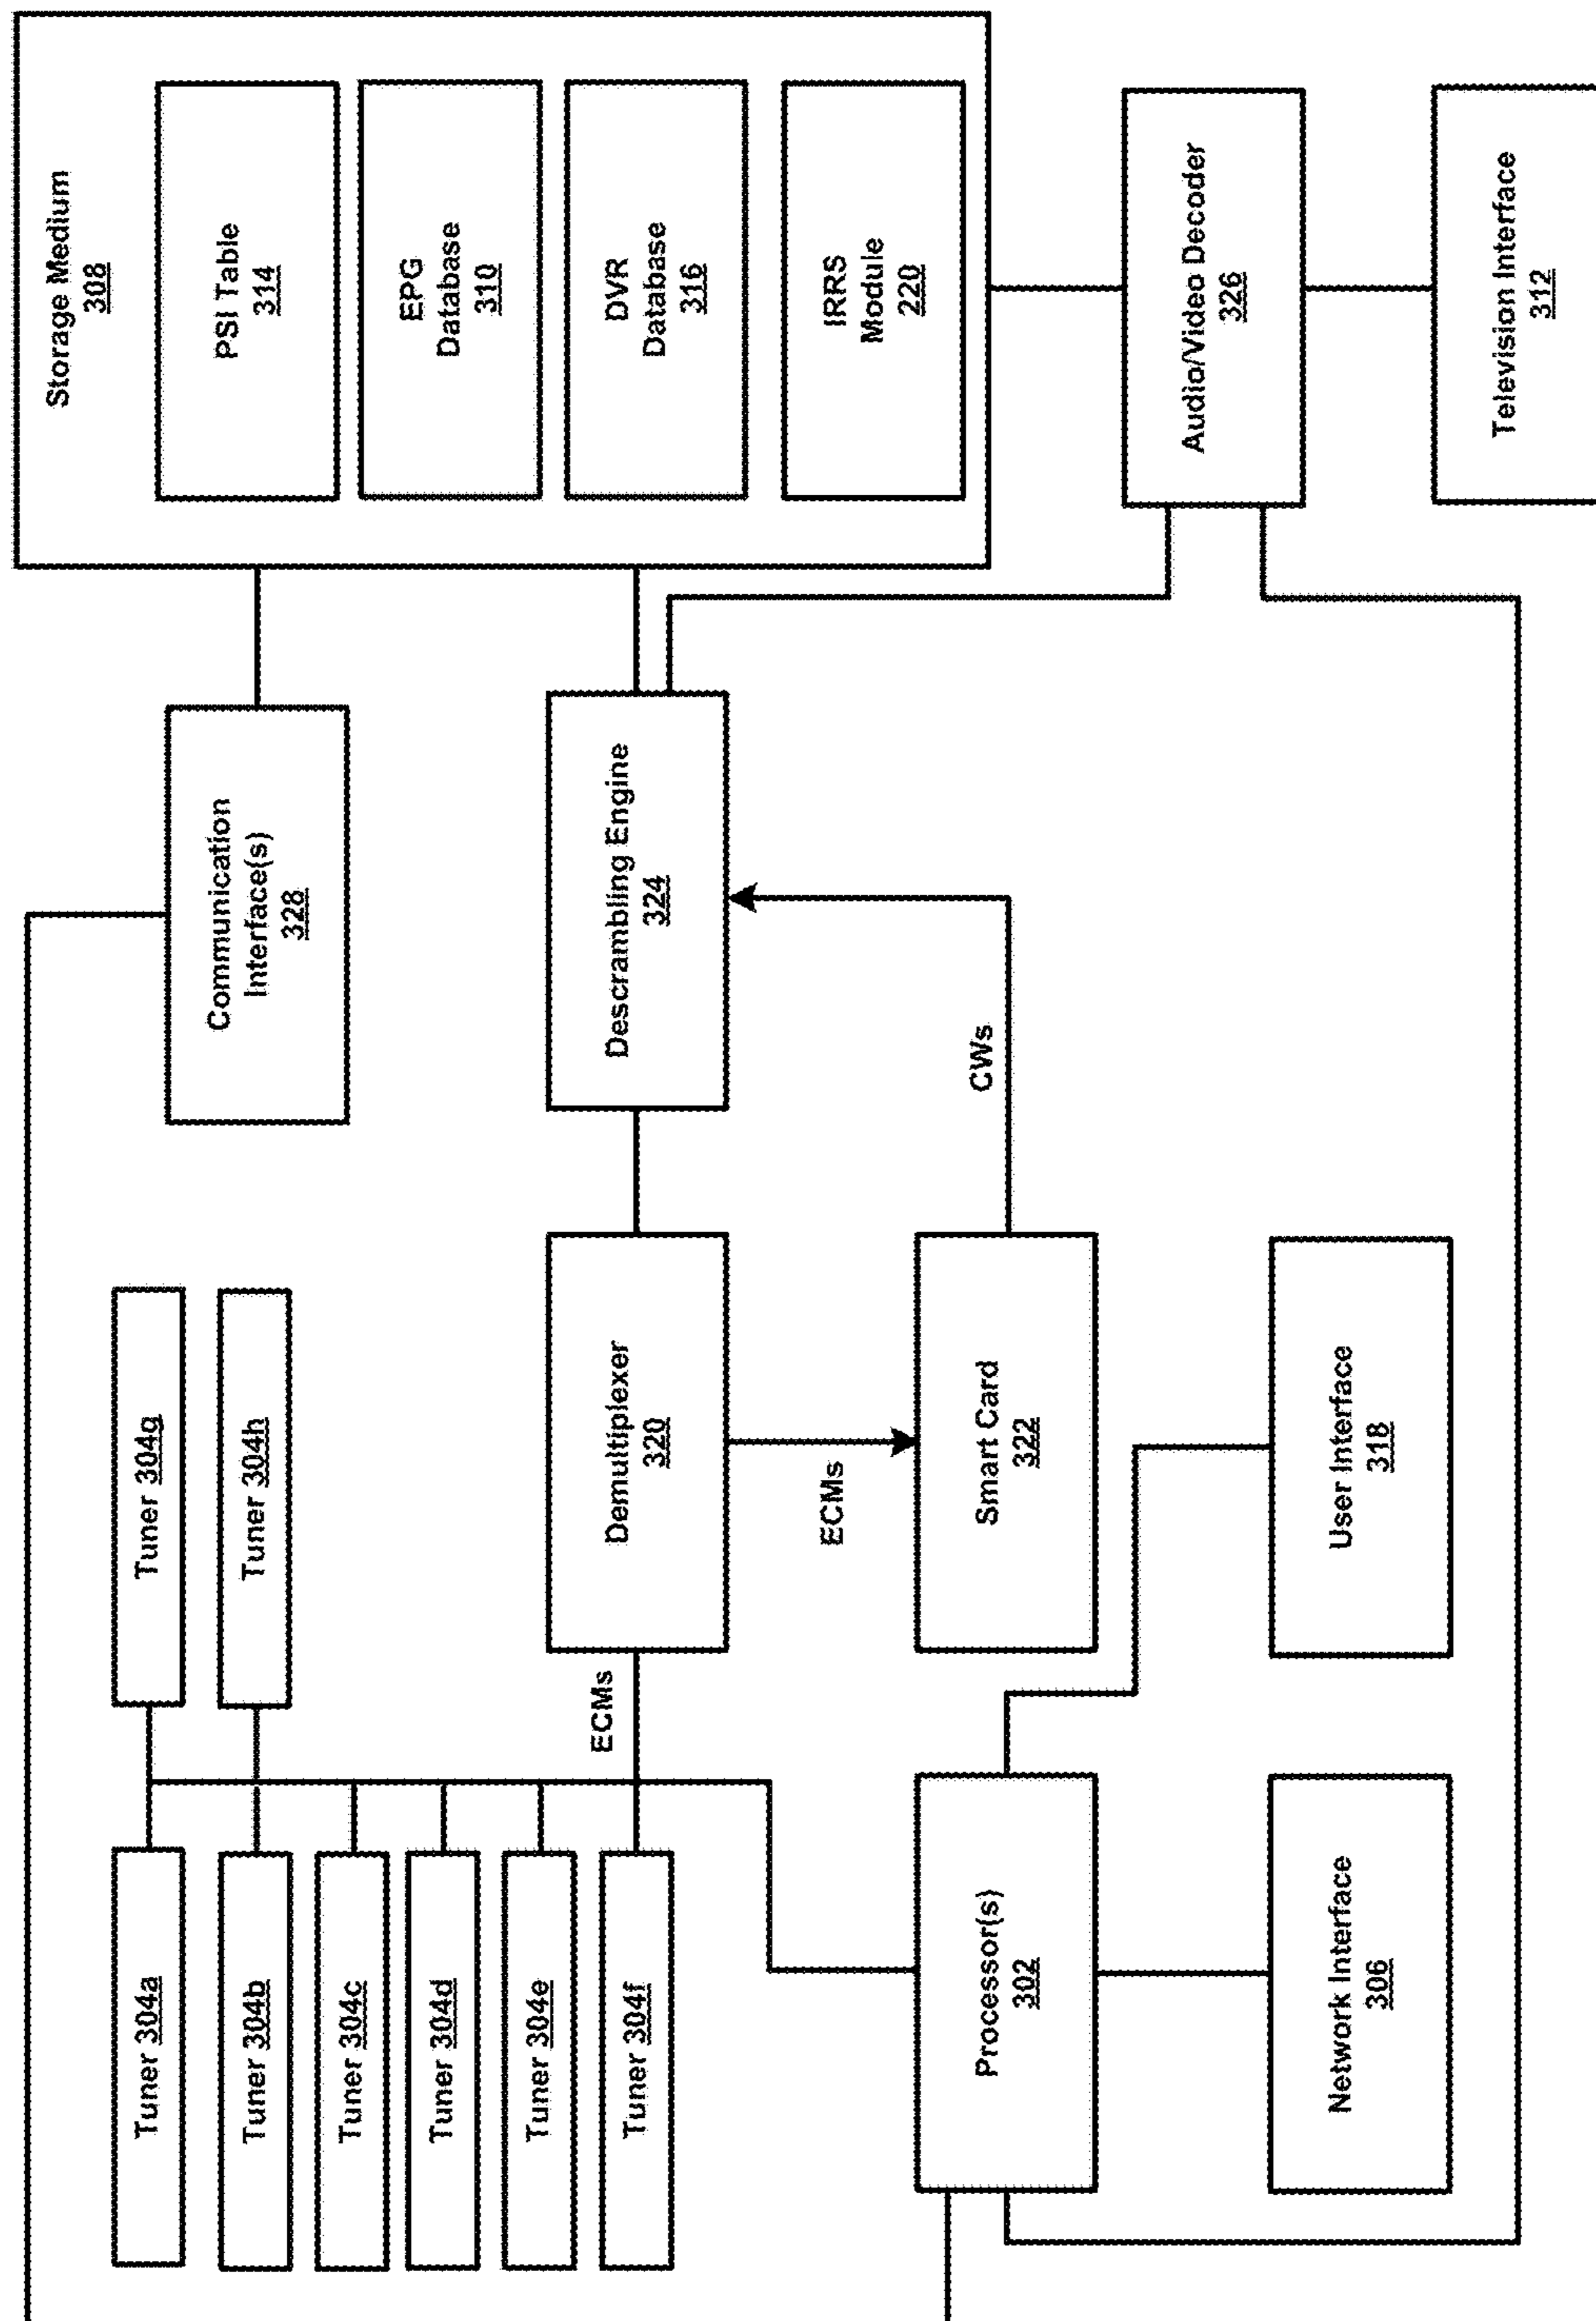 Tuner 304a
Tuner 304b
Tuner 304c
Tuner 304d
Tuner 304e
Tuner 304f
Tuner 304g
Tuner 304h
Communication
Interface(s)
328
Storage Medium
308
PSI Table
314
EPG
Database
310
DVR
Database
316
IRRS
Module
220
ECMs
Demultiplexer
320
Descrambling Engine
324
ECMs
CWs
Processor(s)
302
Smart Card
322
Audio/Video Decoder
326
Network Interface
306
User Interface
318
Television Interface
312